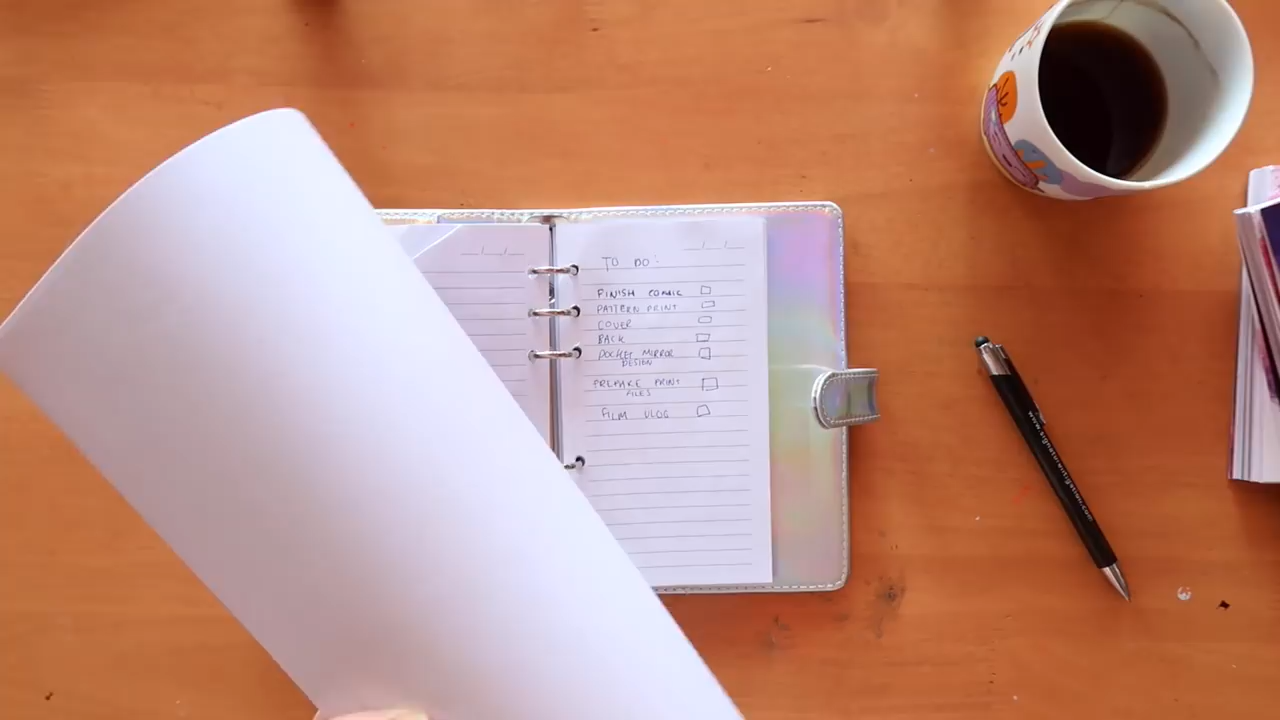 TO DO:
FINISH COMIC
PATTERN PRINT
COVER
BACK
POCKET MIRROR
DESIGN
PREPARE PRINT
FILES
FILM VLOG